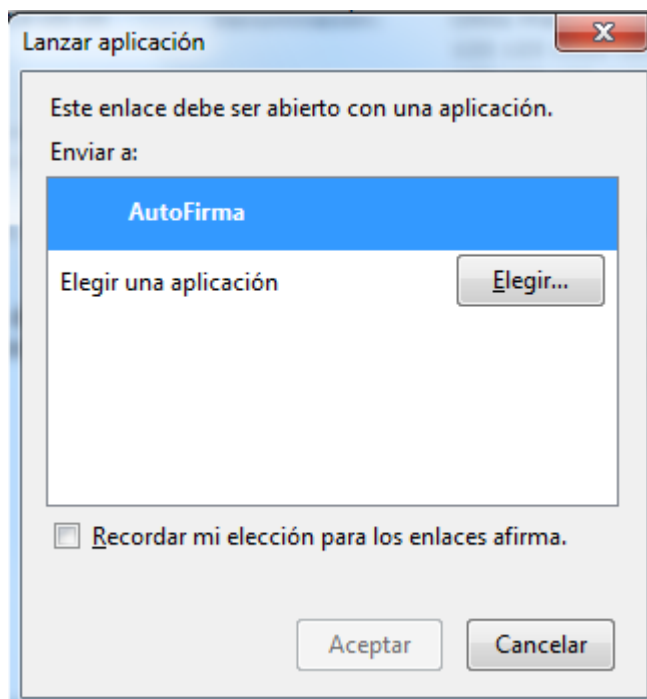 Lanzar aplicación
Este enlace debe ser abierto con una aplicación.
Enviar a:
AutoFirma
Elegir una aplicación
Elegir...
Recordar mi elección para los enlaces afirma.
Aceptar
Cancelar